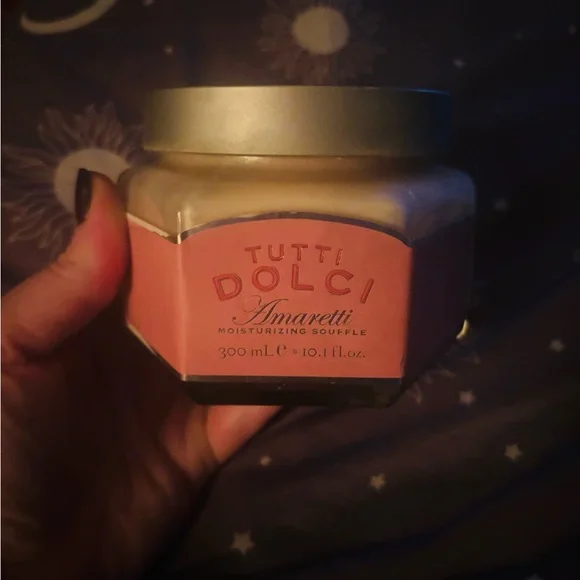 TUTTI
DOLCI
Amaretti
MOISTURIZING SOUFFLE
300 mL e • 10.1 fl.oz.